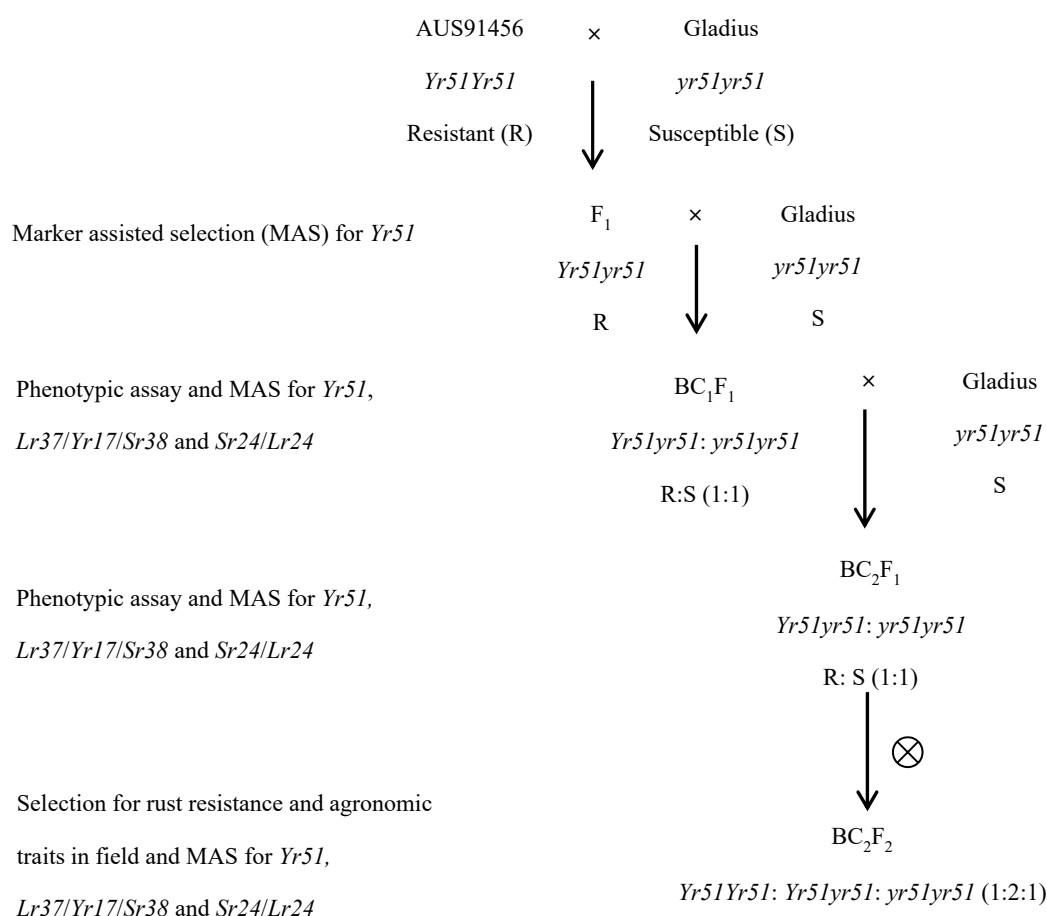 AUS91456 × Gladius
Yr51Yr51 yr51yr51
Resistant (R) Susceptible (S)
F1 × Gladius
Marker assisted selection (MAS) for Yr51
Yr51yr51 yr51yr51
R S
BC1F1 × Gladius
Phenotypic assay and MAS for Yr51,
Lr37/Yr17/Sr38 and Sr24/Lr24
Yr51yr51: yr51yr51 yr51yr51
R:S (1:1) S
BC2F1
Phenotypic assay and MAS for Yr51,
Lr37/Yr17/Sr38 and Sr24/Lr24
Yr51yr51: yr51yr51
R: S (1:1)
Selection for rust resistance and agronomic
traits in field and MAS for Yr51,
Lr37/Yr17/Sr38 and Sr24/Lr24
BC2F2
Yr51Yr51: Yr51yr51: yr51yr51 (1:2:1)